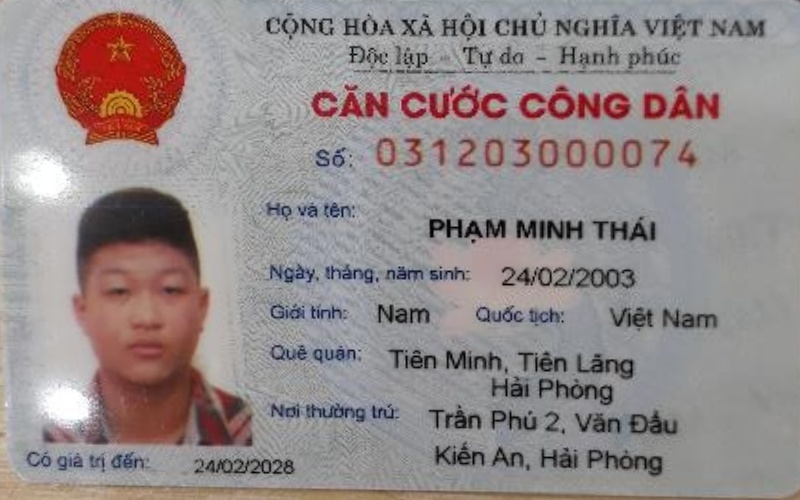 CỘNG HÒA XÃ HỘI CHỦ NGHĨA VIỆT NAM
Độc lập - Tự do - Hạnh phúc
CĂN CƯỚC CÔNG DÂN
Số: 031203000074
Họ và tên:
PHẠM MINH THÁI
Ngày, tháng, năm sinh: 24/02/2003
Giới tính: Nam Quốc tịch: Việt Nam
Quê quán: Tiên Minh, Tiên Lãng
Hải Phòng
Nơi thường trú: Trần Phú 2, Văn Đẩu
Kiến An, Hải Phòng
Có giá trị đến: 24/02/2028